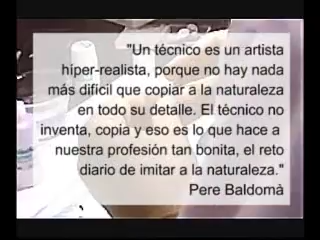 "Un técnico es un artista
híper-realista, porque no hay nada
más dificil que copiar a la naturaleza
en todo su detalle. El técnico no
inventa, copia y eso es lo que hace a
nuestra profesión tan bonita, el reto
diario de imitar a la naturaleza."
Pere Baldomà